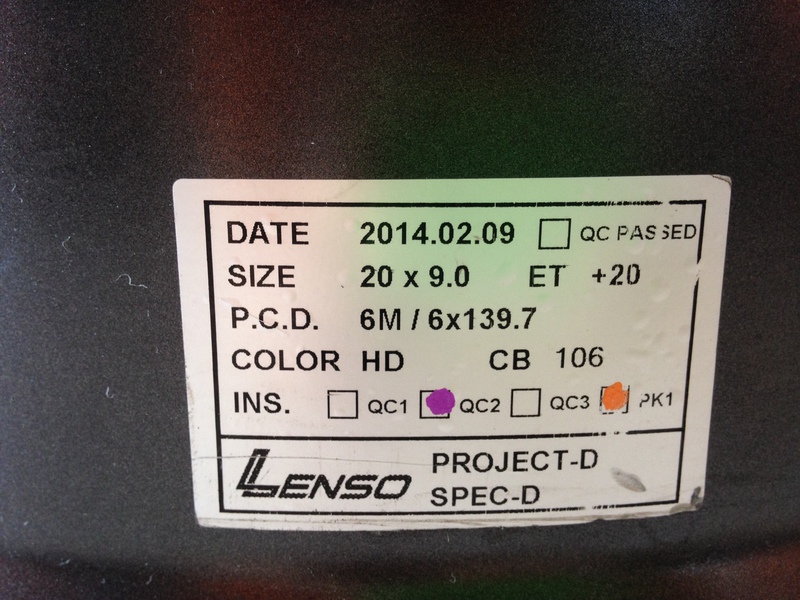 DATE 2014.02.09 QC PASSED
SIZE 20 x 9.0 ET +20
P.C.D. 6M / 6x139.7
COLOR HD CB 106
INS. QC1 QC2 QC3 PK1
LENSO PROJECT-D
SPEC-D